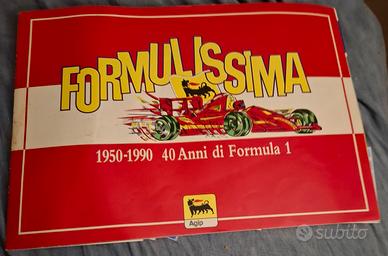 FORMULISSIMA
1950-1990 40 Anni di Formula 1
Agip
subito